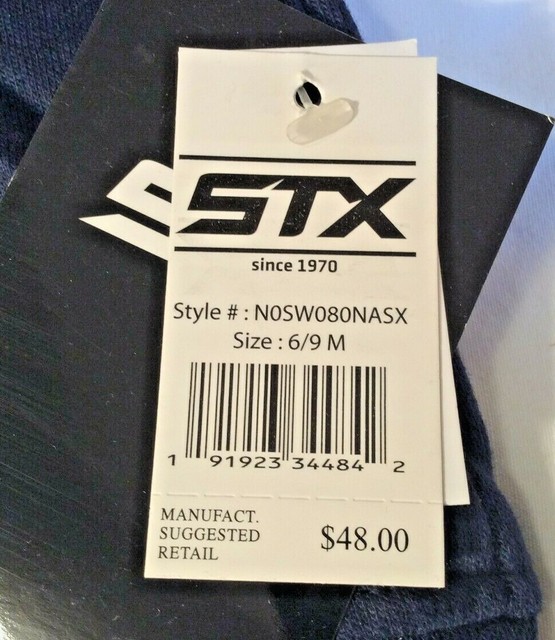 STX
since 1970
Style # : N0SW080NASX
Size : 6/9 M
1 91923 34484 2
MANUFACT.
SUGGESTED
RETAIL
$48.00